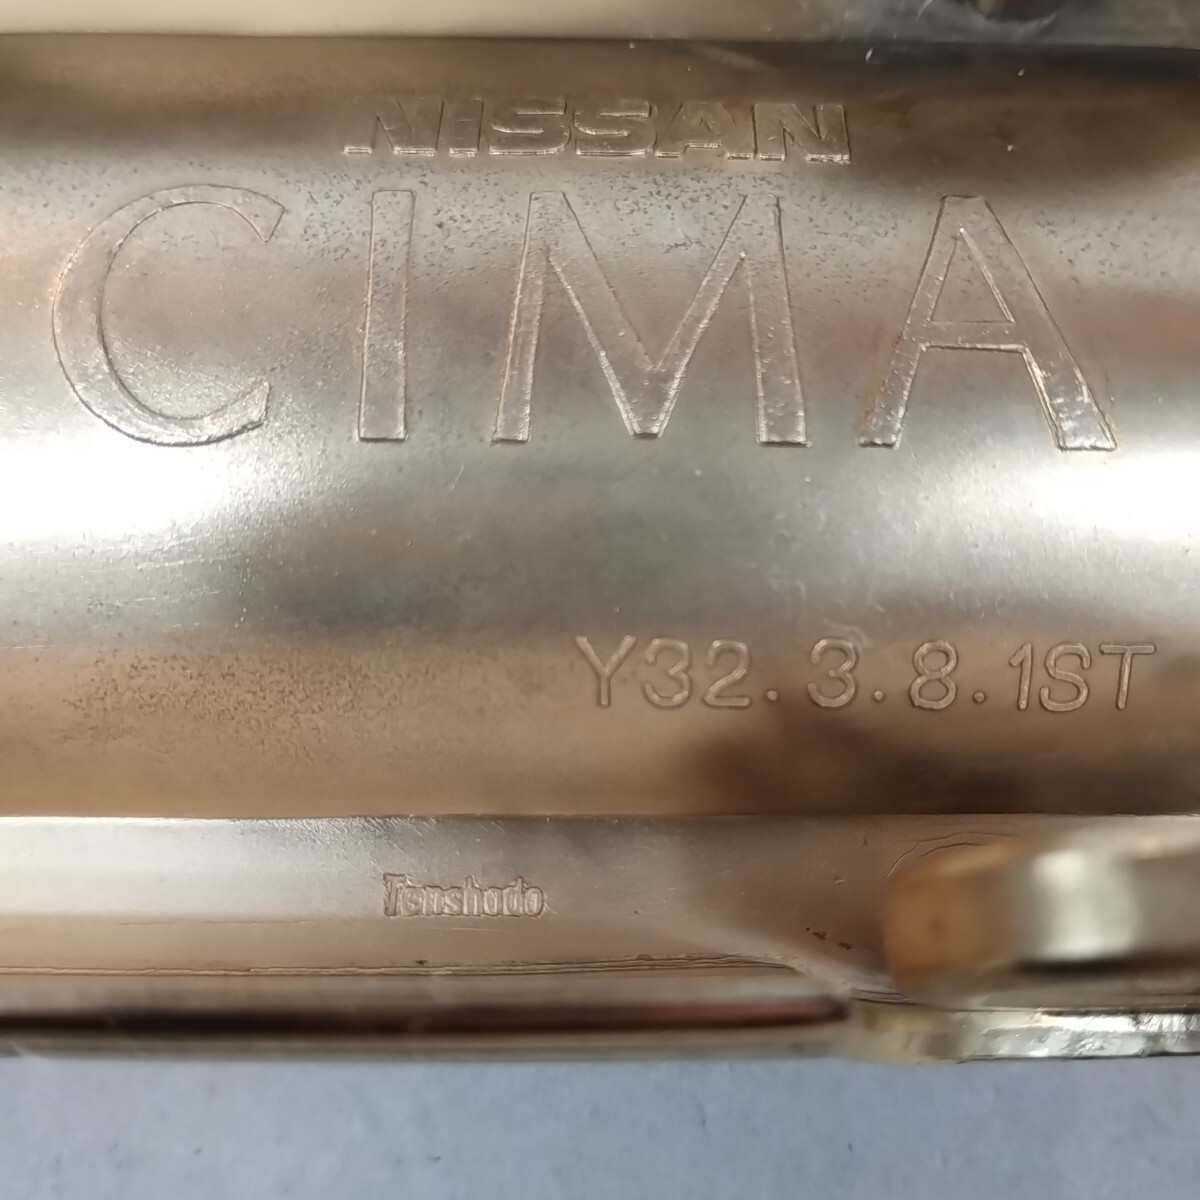 NISSAN
CIMA
Y32.3.8.1ST
Tenshodo